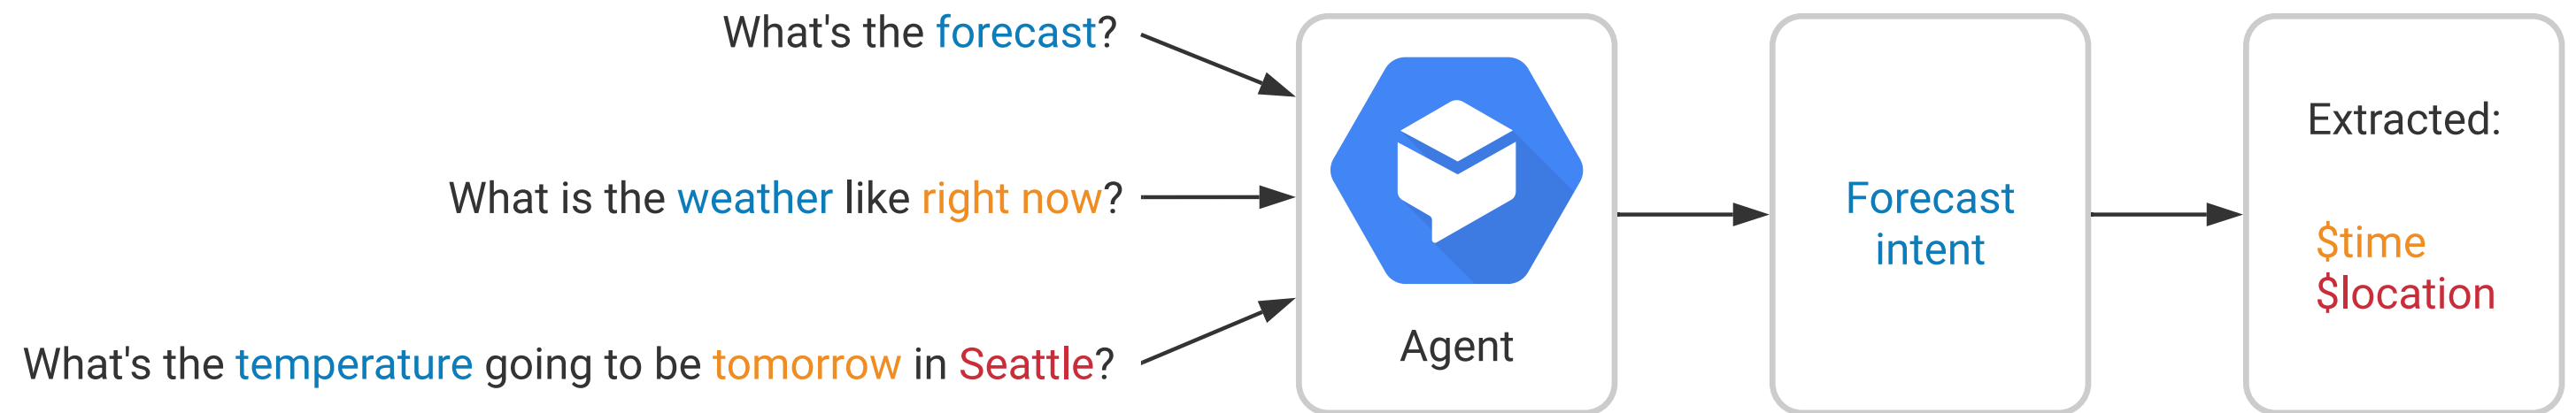 What's the forecast?
What is the weather like right now?
What's the temperature going to be tomorrow in Seattle?
Agent
Forecast
intent
Extracted:
$time
$location